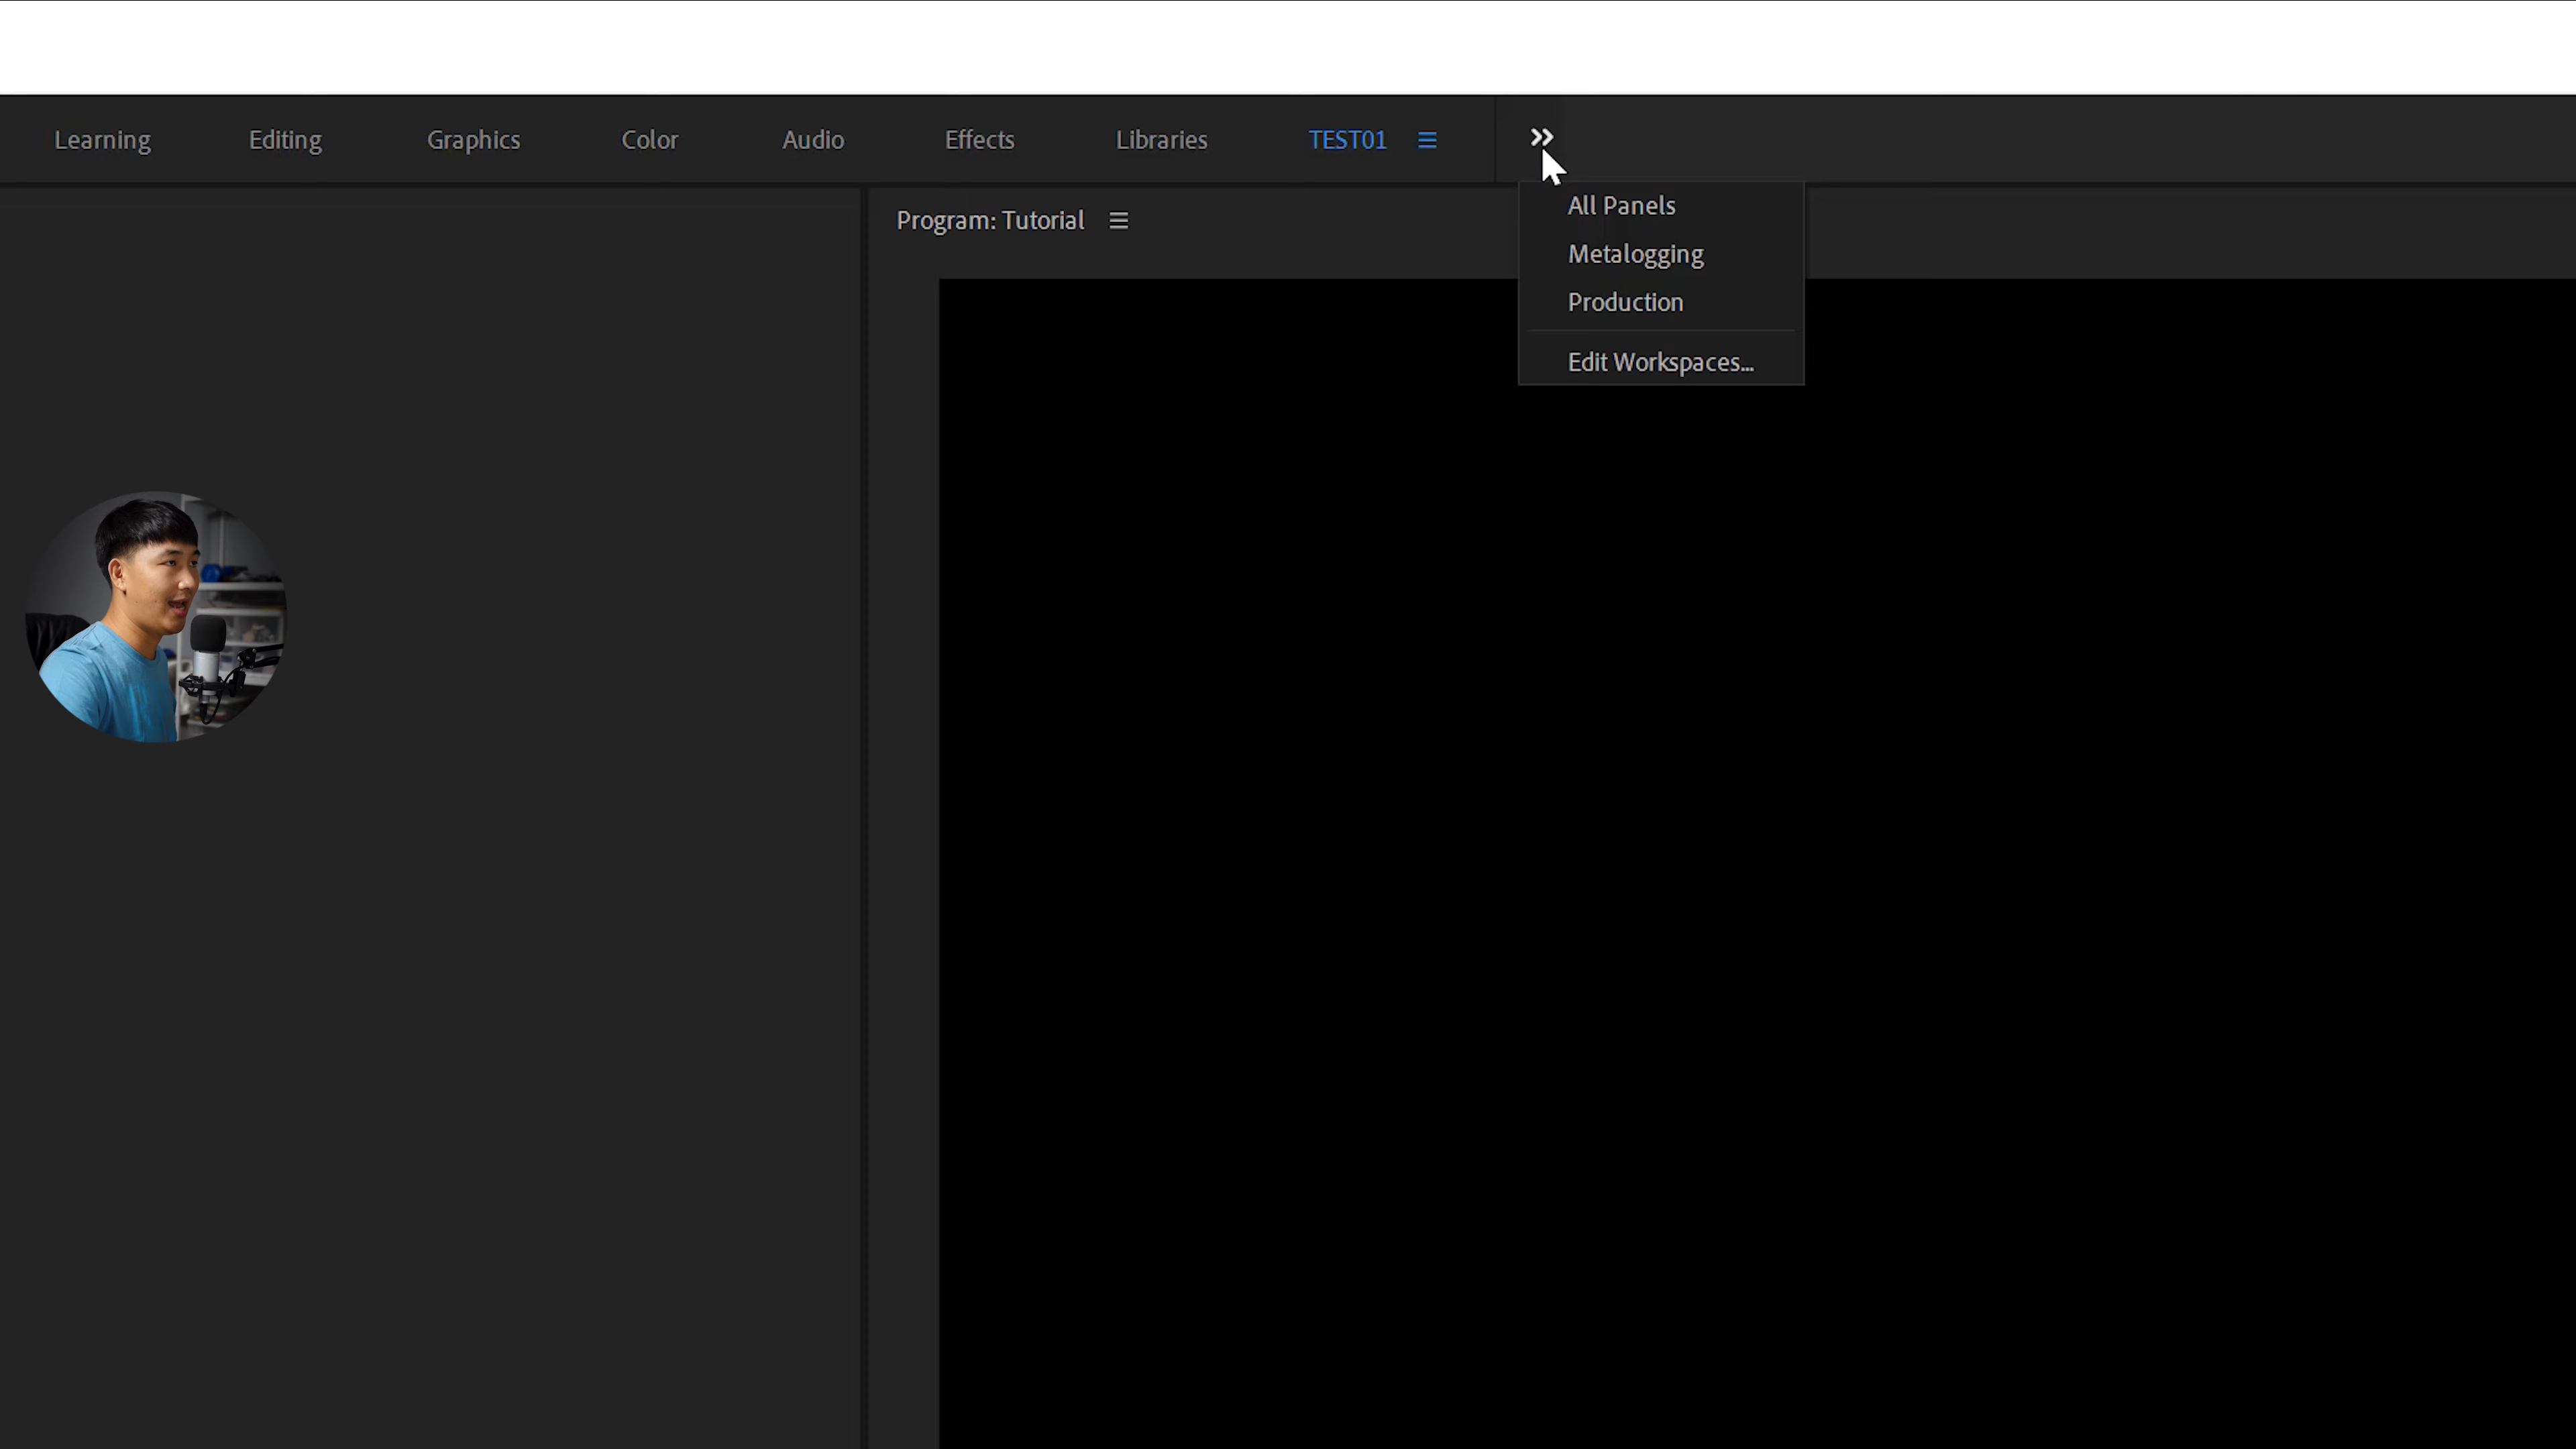 Learning Editing Graphics Color Audio Effects Libraries TEST01
Program: Tutorial
All Panels
Metalogging
Production
Edit Workspaces...